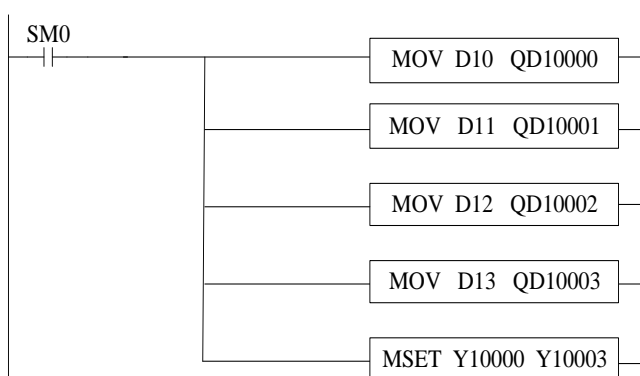 SM0
MOV D10 QD10000
MOV D11 QD10001
MOV D12 QD10002
MOV D13 QD10003
MSET Y10000 Y10003